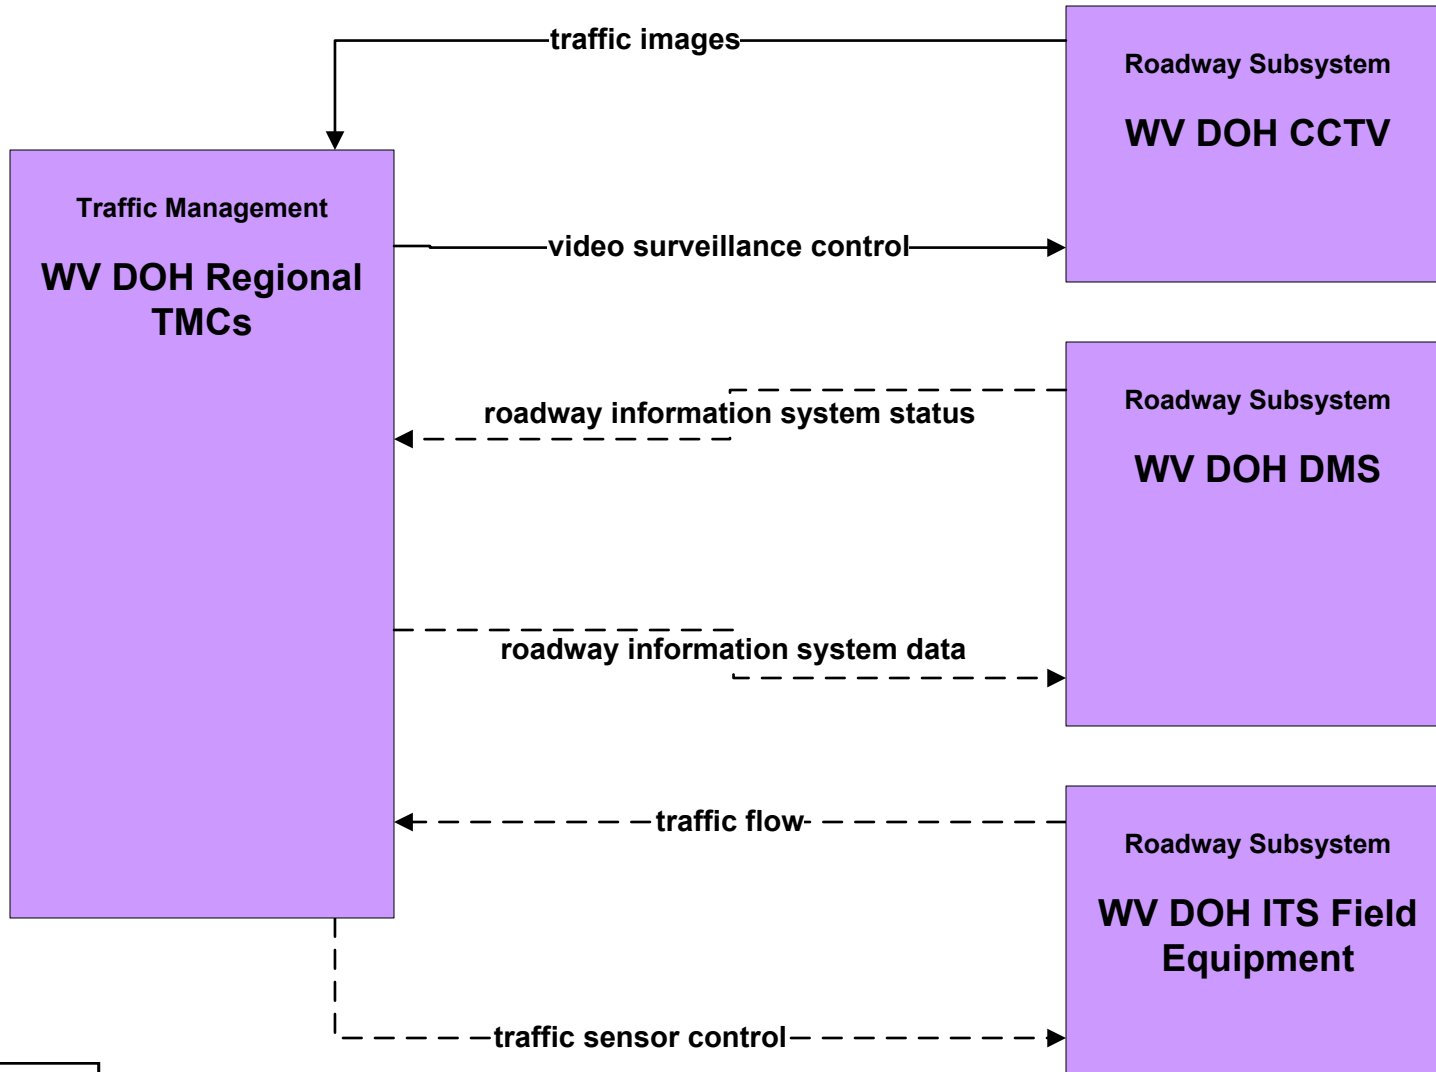 traffic images
Roadway Subsystem
WV DOH CCTV
Traffic Management
WV DOH Regional
TMCs
video surveillance control
roadway information system status
Roadway Subsystem
WV DOH DMS
roadway information system data
traffic flow
Roadway Subsystem
WV DOH ITS Field
Equipment
traffic sensor control